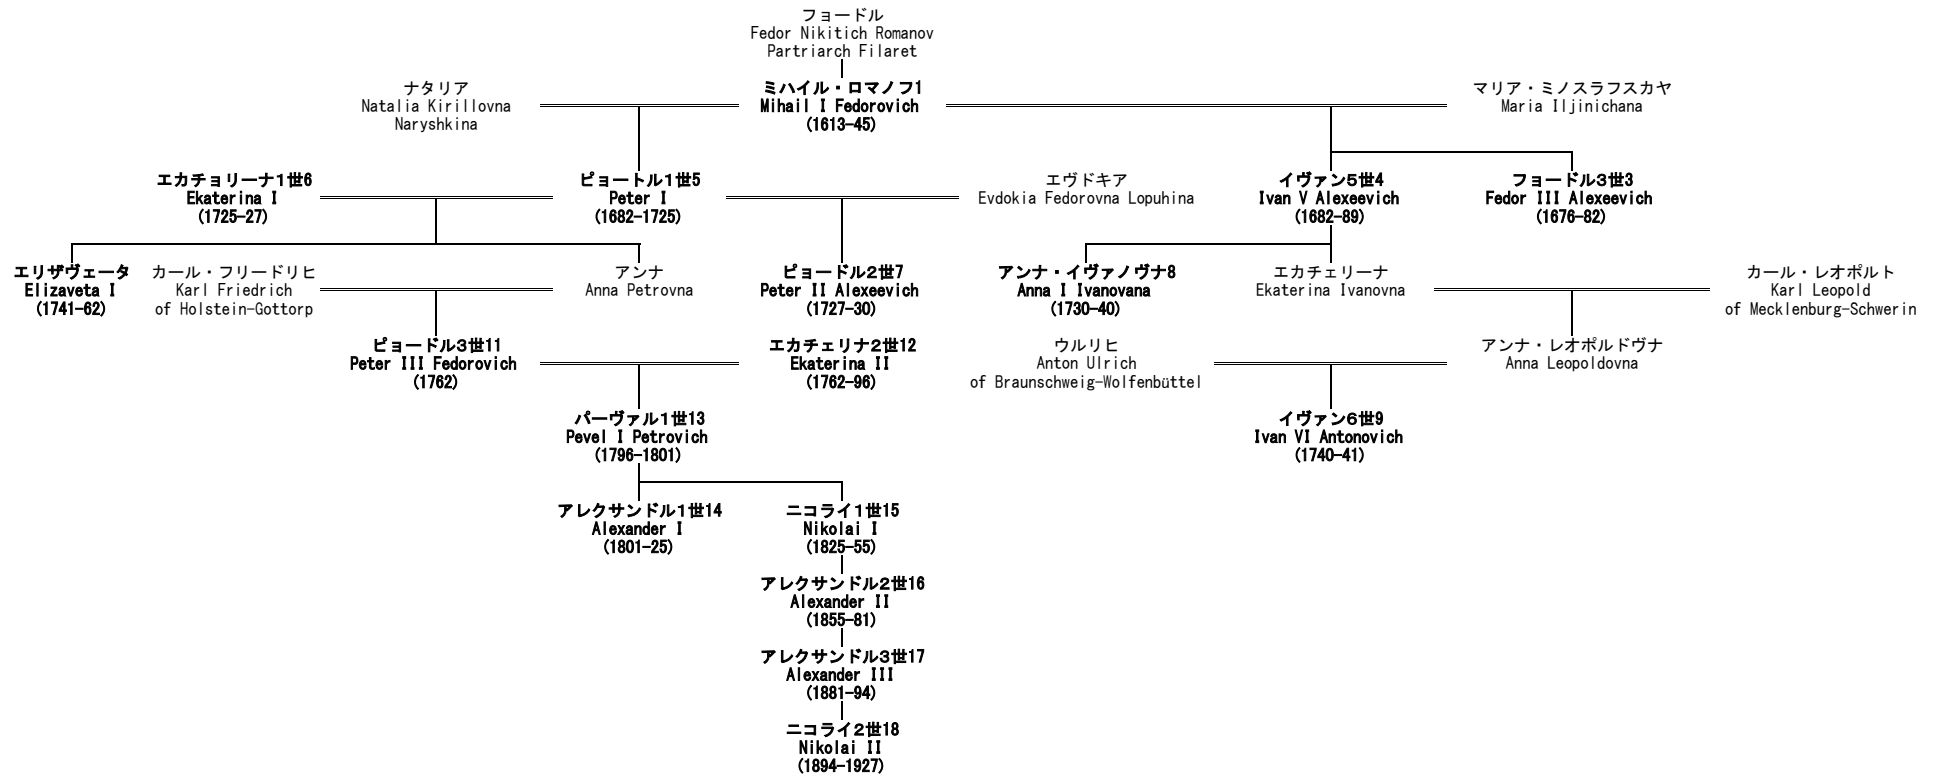 フョードル
Fedor Nikitich Romanov
Partriarch Filaret
ナタリア
Natalia Kirillovna
Naryshkina
ミハイル・ロマノフ1
Mihail I Fedorovich
(1613-45)
マリア・ミノスラフスカヤ
Maria Iljinichana
エカチョリーナ１世6
Ekaterina I
(1725-27)
ピョートル１世5
Peter I
(1682-1725)
エヴドキア
Evdokia Fedorovna Lopuhina
イヴァン５世4
Ivan V Alexeevich
(1682-89)
フョードル３世3
Fedor III Alexeevich
(1676-82)
エリザヴェータ
Elizaveta I
(1741-62)
カール・フリードリヒ
Karl Friedrich
of Holstein-Gottorp
アンナ
Anna Petrovna
ピョードル２世7
Peter II Alexeevich
(1727-30)
アンナ・イヴァノヴナ8
Anna I Ivanovana
(1730-40)
エカチェリーナ
Ekaterina Ivanovna
カール・レオポルト
Karl Leopold
of Mecklenburg-Schwerin
ピョードル３世11
Peter III Fedorovich
(1762)
エカチェリナ２世12
Ekaterina II
(1762-96)
ウルリヒ
Anton Ulrich
of Braunschweig-Wolfenbüttel
アンナ・レオポルドヴナ
Anna Leopoldovna
パーヴァル１世13
Pevel I Petrovich
(1796-1801)
イヴァン６世9
Ivan VI Antonovich
(1740-41)
アレクサンドル１世14
Alexander I
(1801-25)
ニコライ１世15
Nikolai I
(1825-55)
アレクサンドル２世16
Alexander II
(1855-81)
アレクサンドル３世17
Alexander III
(1881-94)
ニコライ２世18
Nikolai II
(1894-1927)